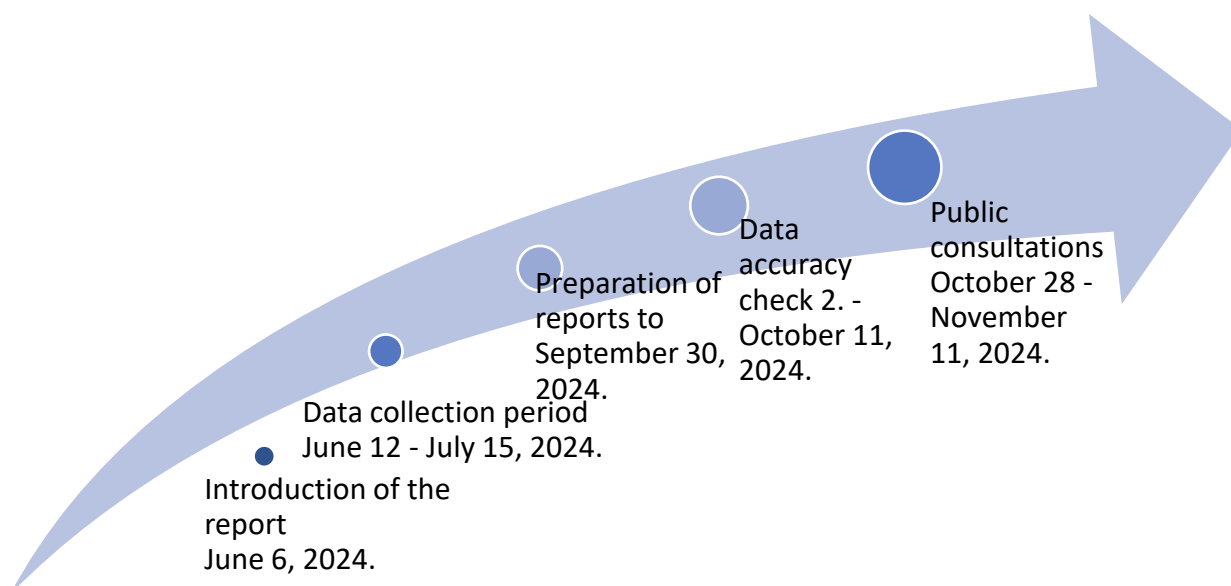 Introduction of the
report
June 6, 2024.
Data collection period
June 12 - July 15, 2024.
Preparation of
reports to
September 30,
2024.
Data
accuracy
check 2. -
October 11,
2024.
Public
consultations
October 28 -
November
11, 2024.